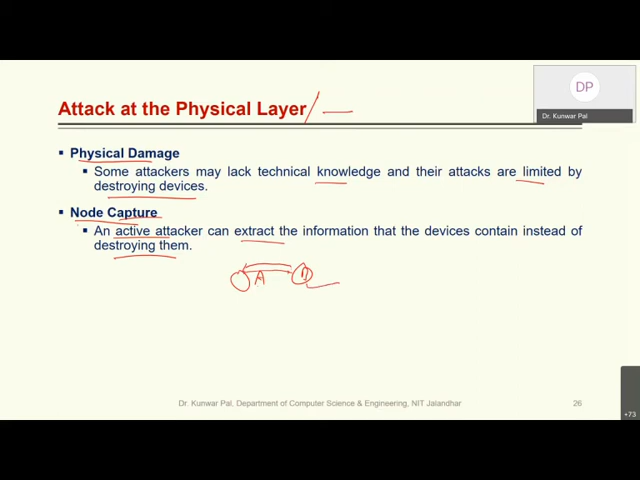 Attack at the Physical Layer
DP
Dr. Kunwar Pal
▪ Physical Damage
▪ Some attackers may lack technical knowledge and their attacks are limited by
destroying devices.
▪ Node Capture
▪ An active attacker can extract the information that the devices contain instead of
destroying them.
A
Dr. Kunwar Pal, Department of Computer Science & Engineering, NIT Jalandhar
26
+73